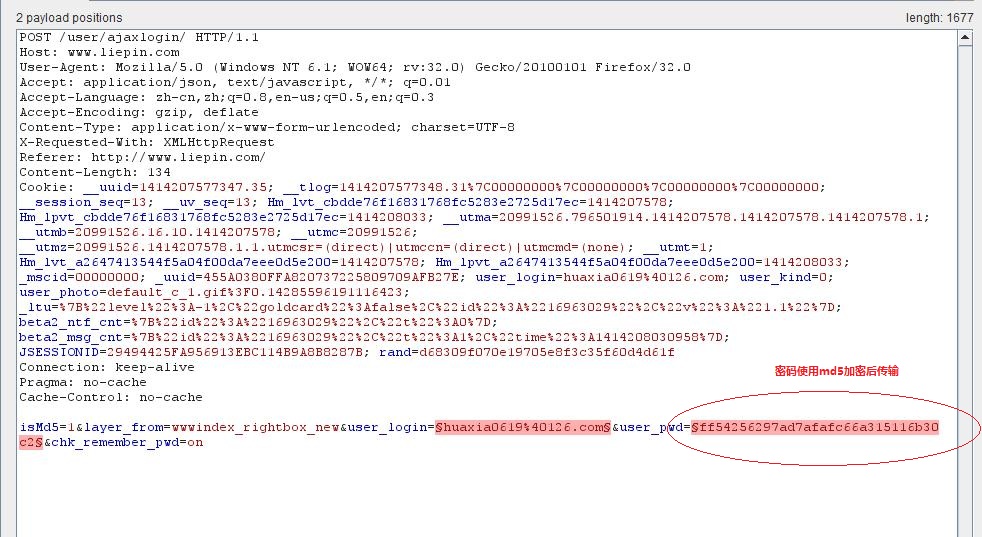 2 payload positions
length: 1677
POST /user/ajaxlogin/ HTTP/1.1
Host: www.liepin.com
User-Agent: Mozilla/5.0 (Windows NT 6.1; WOW64; rv:32.0) Gecko/20100101 Firefox/32.0
Accept: application/json, text/javascript, */*; q=0.01
Accept-Language: zh-cn,zh;q=0.8,en-us;q=0.5,en;q=0.3
Accept-Encoding: gzip, deflate
Content-Type: application/x-www-form-urlencoded; charset=UTF-8
X-Requested-With: XMLHttpRequest
Referer: http://www.liepin.com/
Content-Length: 134
Cookie: __uuid=1414207577347.35; __tlog=1414207577348.31%7C00000000%7C00000000%7C00000000%7C00000000;
__session_seq=13; __uv_seq=13; Hm_lvt_cbdde76f16831768fc5283e2725d17ec=1414207578;
Hm_lpvt_cbdde76f16831768fc5283e2725d17ec=1414208033; __utma=20991526.796501914.1414207578.1414207578.1414207578.1;
__utmb=20991526.16.10.1414207578; __utmc=20991526;
__utmz=20991526.1414207578.1.1.utmcsr=(direct)|utmccn=(direct)|utmcmd=(none); __utmt=1;
Hm_lvt_a2647413544f5a04f00da7eee0d5e200=1414207578; Hm_lpvt_a2647413544f5a04f00da7eee0d5e200=1414208033;
_mscid=00000000; _uuid=455A0380FFA8207372258​09709AFB27E; user_login=huaxia0619%40126.com; user_kind=0;
user_photo=default_c_1.gif%3F0.14285596191116423;
_ltu=%7B%22level%22%3A-1%2C%22goldcard%22%3Afalse%2C%22id%22%3A%2216963029%22%2C%22v%22%3A%221.1%22%7D;
beta2_ntf_cnt=%7B%22id%22%3A%2216963029%22%2C%22t%22%3A0%7D;
beta2_msg_cnt=%7B%22id%22%3A%2216963029%22%2C%22t%22%3A1%2C%22time%22%3A1414208030958%7D;
JSESSIONID=29494425FA956913EBC114B9A8B8287B; rand=d68309f070e19705e8f3c35f60d4d61f
Connection: keep-alive
Pragma: no-cache
Cache-Control: no-cache
密码使用md5加密后传输
isMd5=1&layer_from=wwwindex_rightbox_new&user_login=§huaxia0619%40126.com§&user_pwd=§ff54256297ad7afafc66a315116b30
c2§&chk_remember_pwd=on